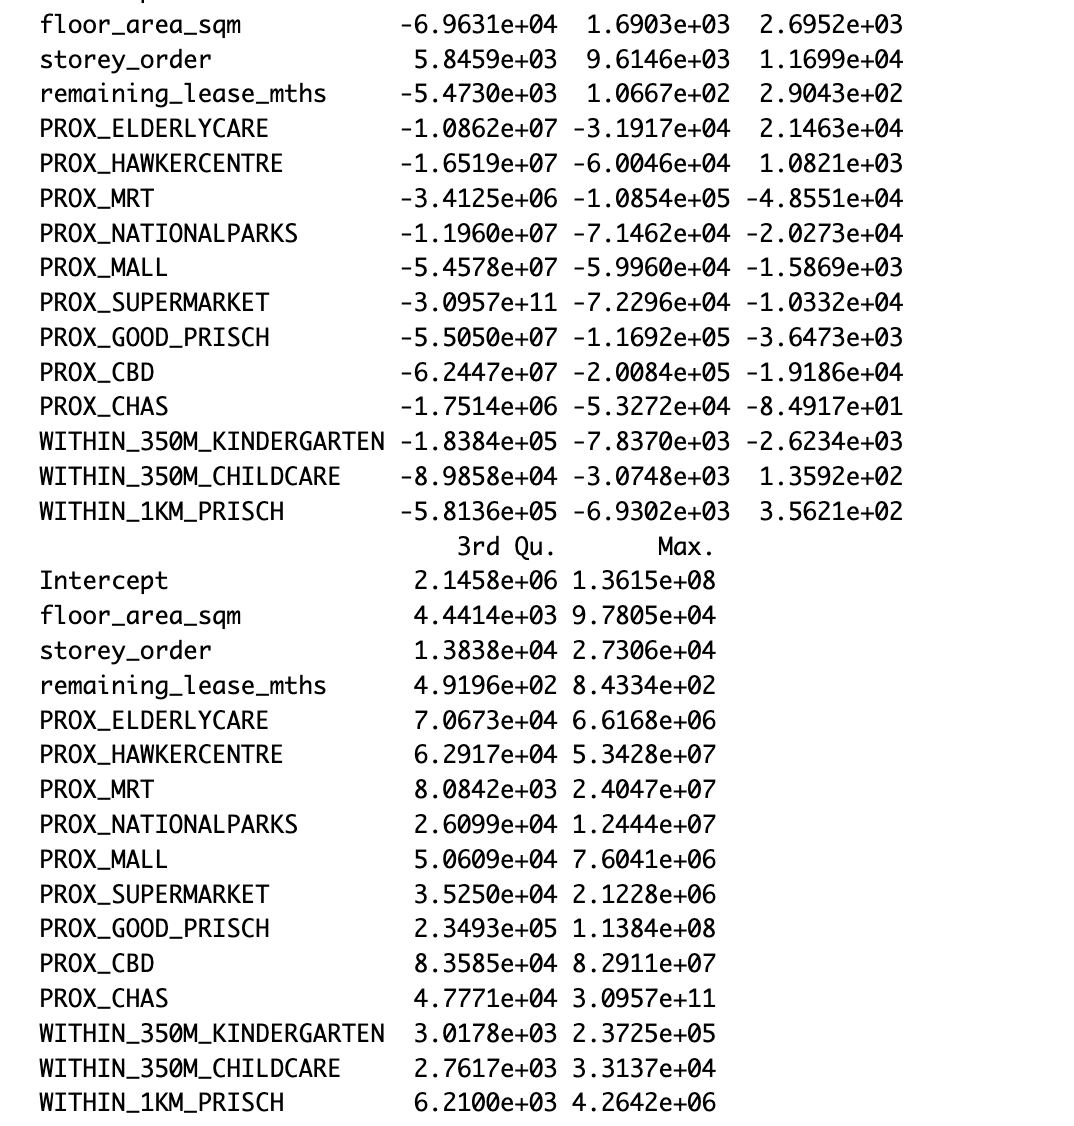 floor_area_sqm -6.9631e+04 1.6903e+03 2.6952e+03
storey_order 5.8459e+03 9.6146e+03 1.1699e+04
remaining_lease_mths -5.4730e+03 1.0667e+02 2.9043e+02
PROX_ELDERLYCARE -1.0862e+07 -3.1917e+04 2.1463e+04
PROX_HAWKERCENTRE -1.6519e+07 -6.0046e+04 1.0821e+03
PROX_MRT -3.4125e+06 -1.0854e+05 -4.8551e+04
PROX_NATIONALPARKS -1.1960e+07 -7.1462e+04 -2.0273e+04
PROX_MALL -5.4578e+07 -5.9960e+04 -1.5869e+03
PROX_SUPERMARKET -3.0957e+11 -7.2296e+04 -1.0332e+04
PROX_GOOD_PRISCH -5.5050e+07 -1.1692e+05 -3.6473e+03
PROX_CBD -6.2447e+07 -2.0084e+05 -1.9186e+04
PROX_CHAS -1.7514e+06 -5.3272e+04 -8.4917e+01
WITHIN_350M_KINDERGARTEN -1.8384e+05 -7.8370e+03 -2.6234e+03
WITHIN_350M_CHILDCARE -8.9858e+04 -3.0748e+03 1.3592e+02
WITHIN_1KM_PRISCH -5.8136e+05 -6.9302e+03 3.5621e+02
3rd Qu. Max.
Intercept 2.1458e+06 1.3615e+08
floor_area_sqm 4.4414e+03 9.7805e+04
storey_order 1.3838e+04 2.7306e+04
remaining_lease_mths 4.9196e+02 8.4334e+02
PROX_ELDERLYCARE 7.0673e+04 6.6168e+06
PROX_HAWKERCENTRE 6.2917e+04 5.3428e+07
PROX_MRT 8.0842e+03 2.4047e+07
PROX_NATIONALPARKS 2.6099e+04 1.2444e+07
PROX_MALL 5.0609e+04 7.6041e+06
PROX_SUPERMARKET 3.5250e+04 2.1228e+06
PROX_GOOD_PRISCH 2.3493e+05 1.1384e+08
PROX_CBD 8.3585e+04 8.2911e+07
PROX_CHAS 4.7771e+04 3.0957e+11
WITHIN_350M_KINDERGARTEN 3.0178e+03 2.3725e+05
WITHIN_350M_CHILDCARE 2.7617e+03 3.3137e+04
WITHIN_1KM_PRISCH 6.2100e+03 4.2642e+06